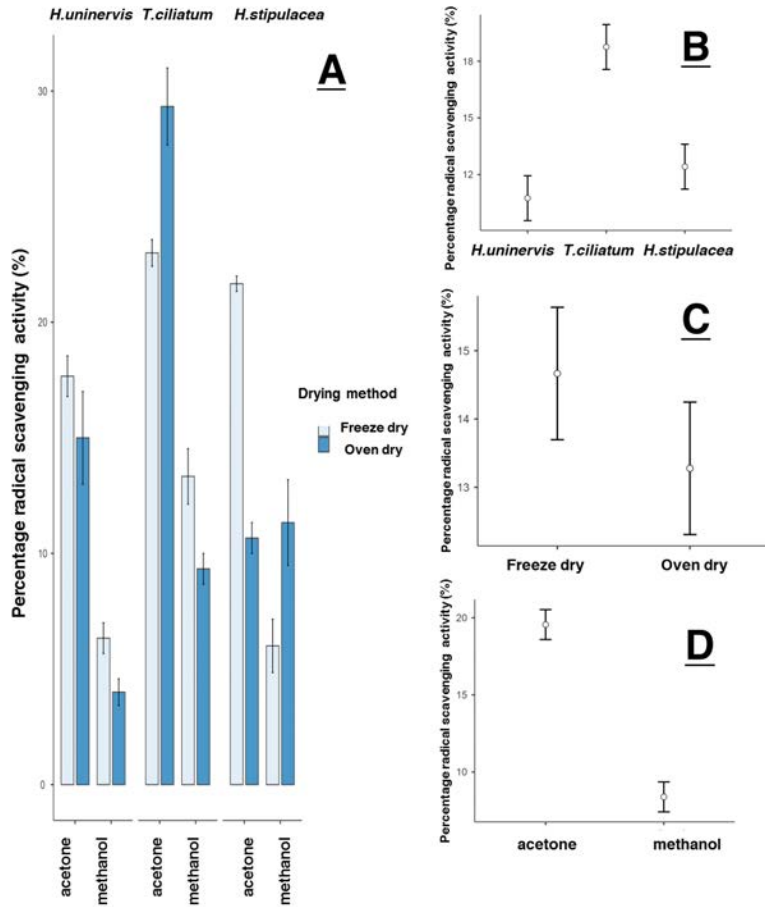 H.uninervis T.ciliatum H.stipulacea
A
Percentage radical scavenging activity (%)
30
20
10
0
Drying method
Freeze dry
Oven dry
acetone
methanol
acetone
methanol
acetone
methanol
B
Percentage radical scavenging activity (%)
18
15
12
H.uninervis T.ciliatum H.stipulacea
C
Percentage radical scavenging activity (%)
15
14
13
Freeze dry Oven dry
D
Percentage radical scavenging activity (%)
20
15
10
acetone methanol